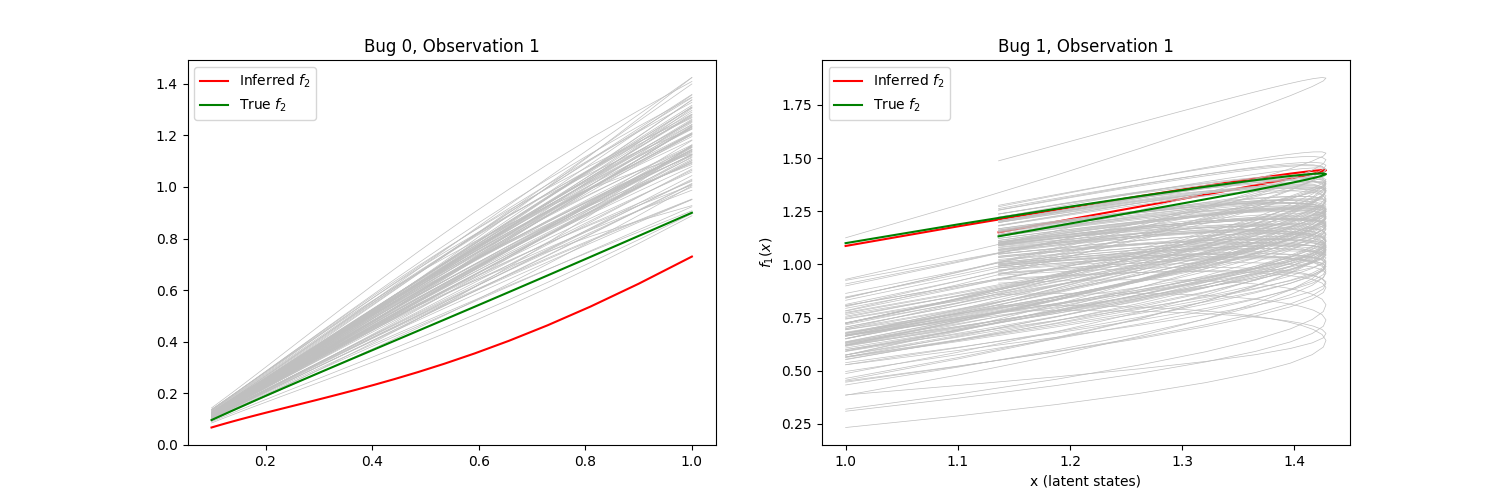 Bug 0, Observation 1
Inferred f₂
True f₂
1.4
1.2
1.0
0.8
0.6
0.4
0.2
0.0
0.2 0.4 0.6 0.8 1.0
Bug 1, Observation 1
Inferred f₂
True f₂
f₁(x)
1.75
1.50
1.25
1.00
0.75
0.50
0.25
1.0 1.1 1.2 1.3 1.4
x (latent states)